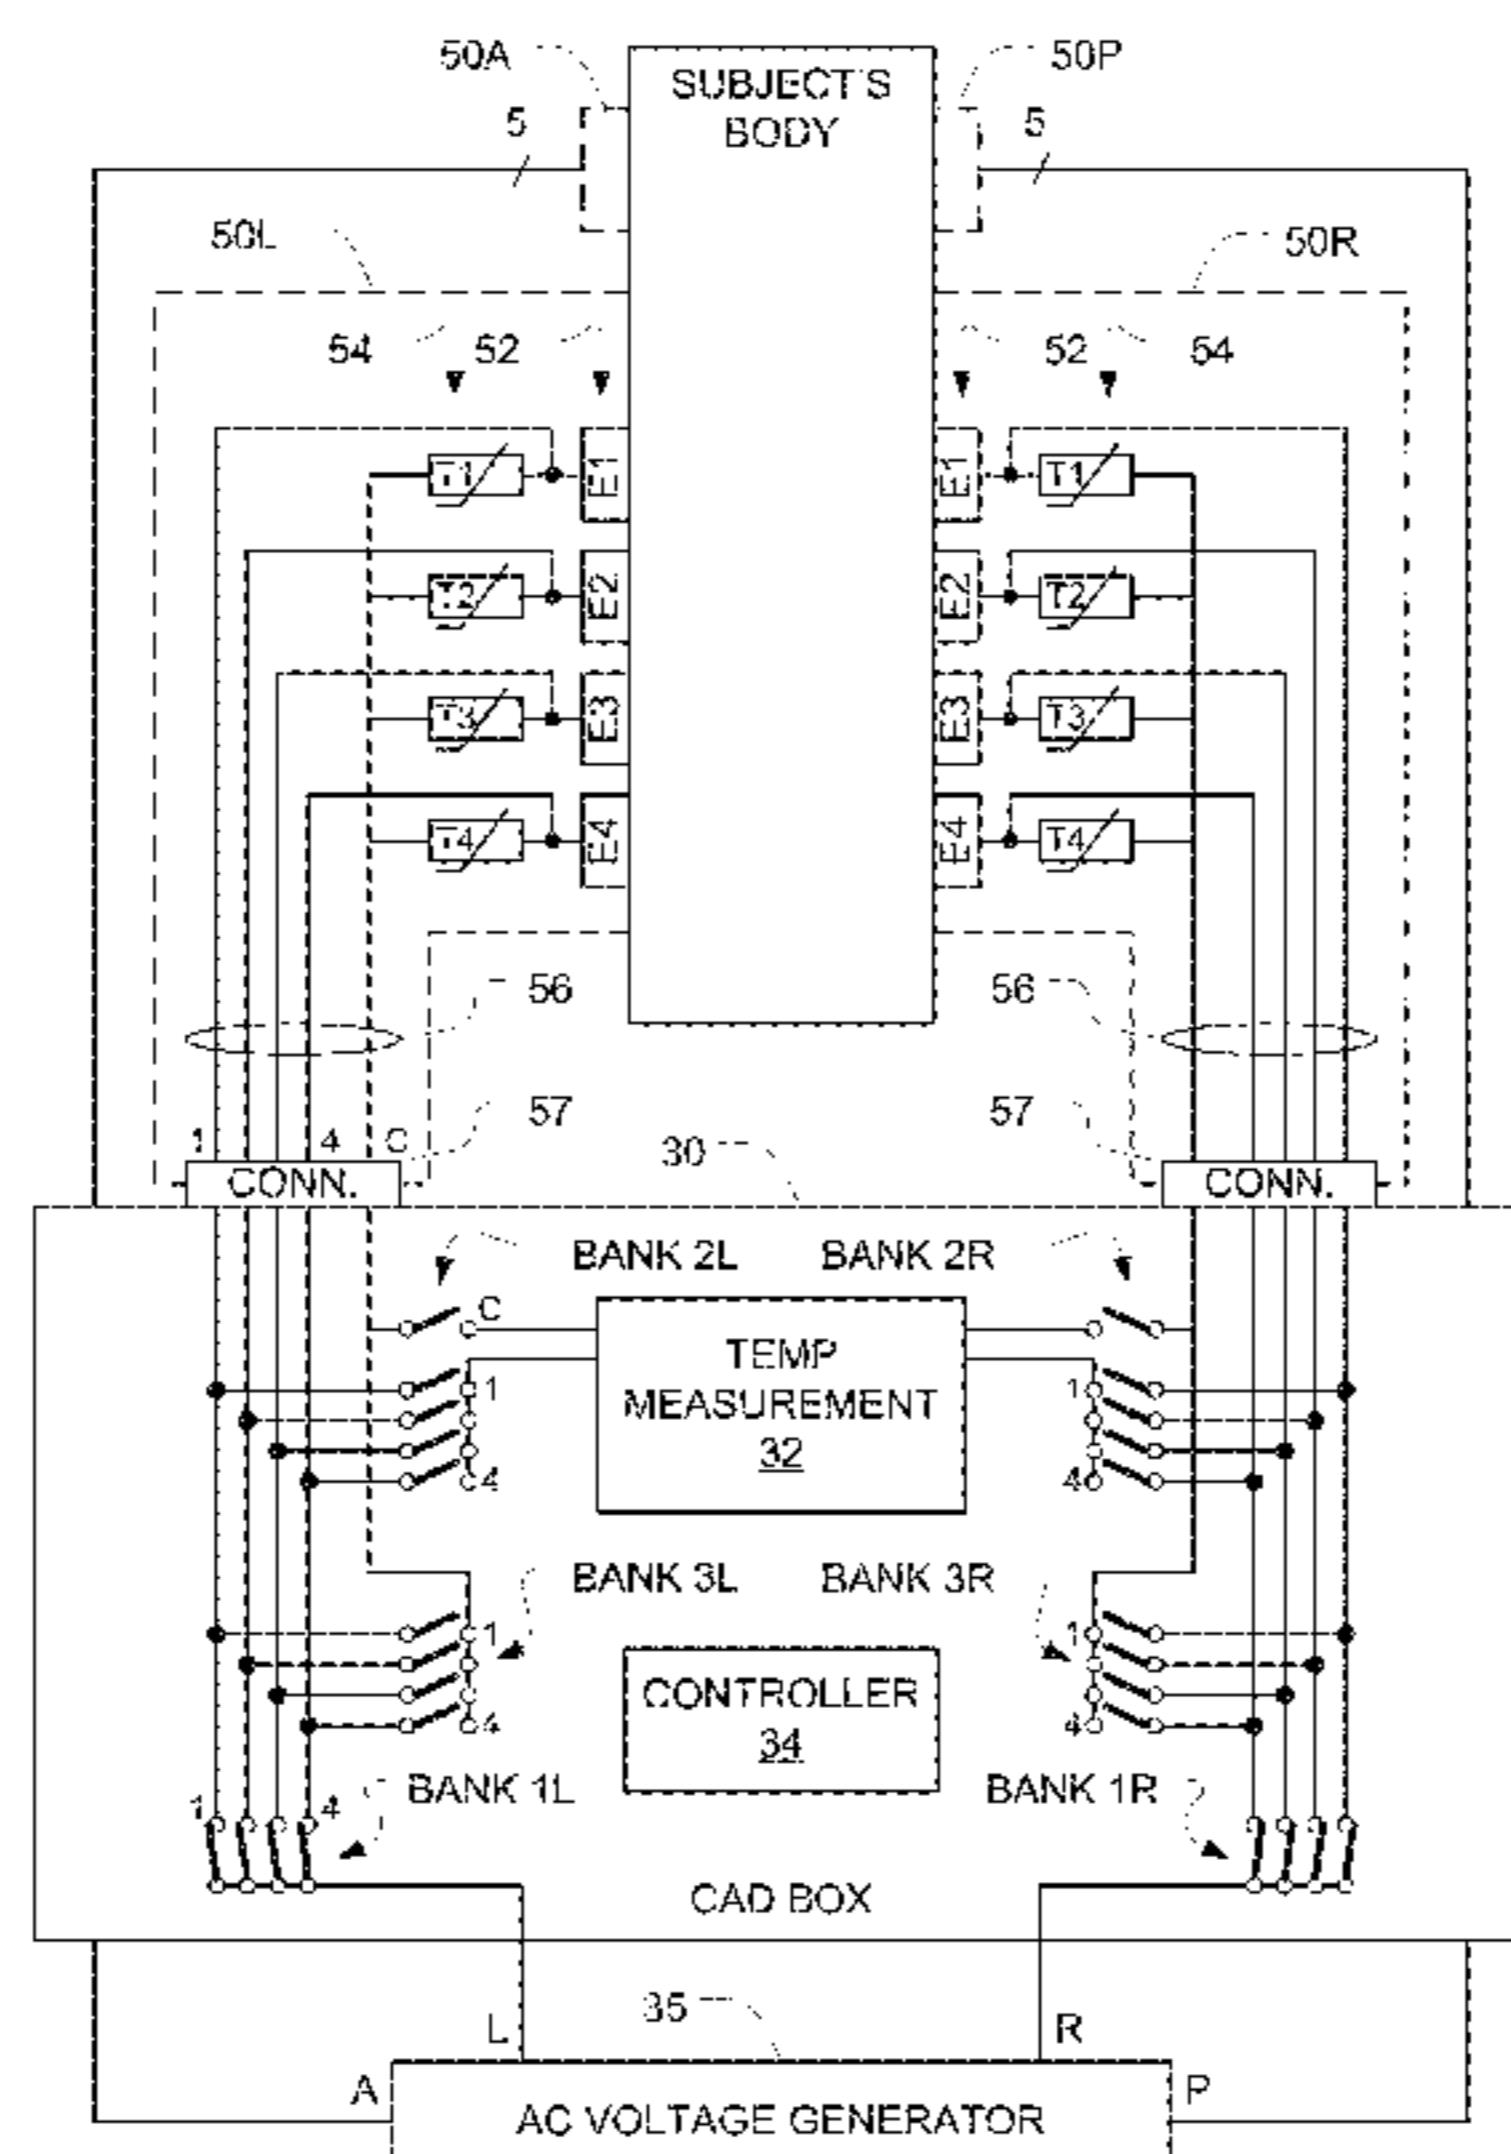 50A
SUBJECT'S
BODY
50P
5
5
50L
50R
54
52
52
54
T1
E1
E1
T1
T2
E2
E2
T2
T3
E3
E3
T3
T4
E4
E4
T4
56
56
57
57
1
4
C
30
CONN.
CONN.
BANK 2L
BANK 2R
C
TEMP
MEASUREMENT
32
1
1
4
4
BANK 3L
BANK 3R
1
1
CONTROLLER
34
4
4
BANK 1L
BANK 1R
1
4
CAD BOX
35
L
R
A
P
AC VOLTAGE GENERATOR